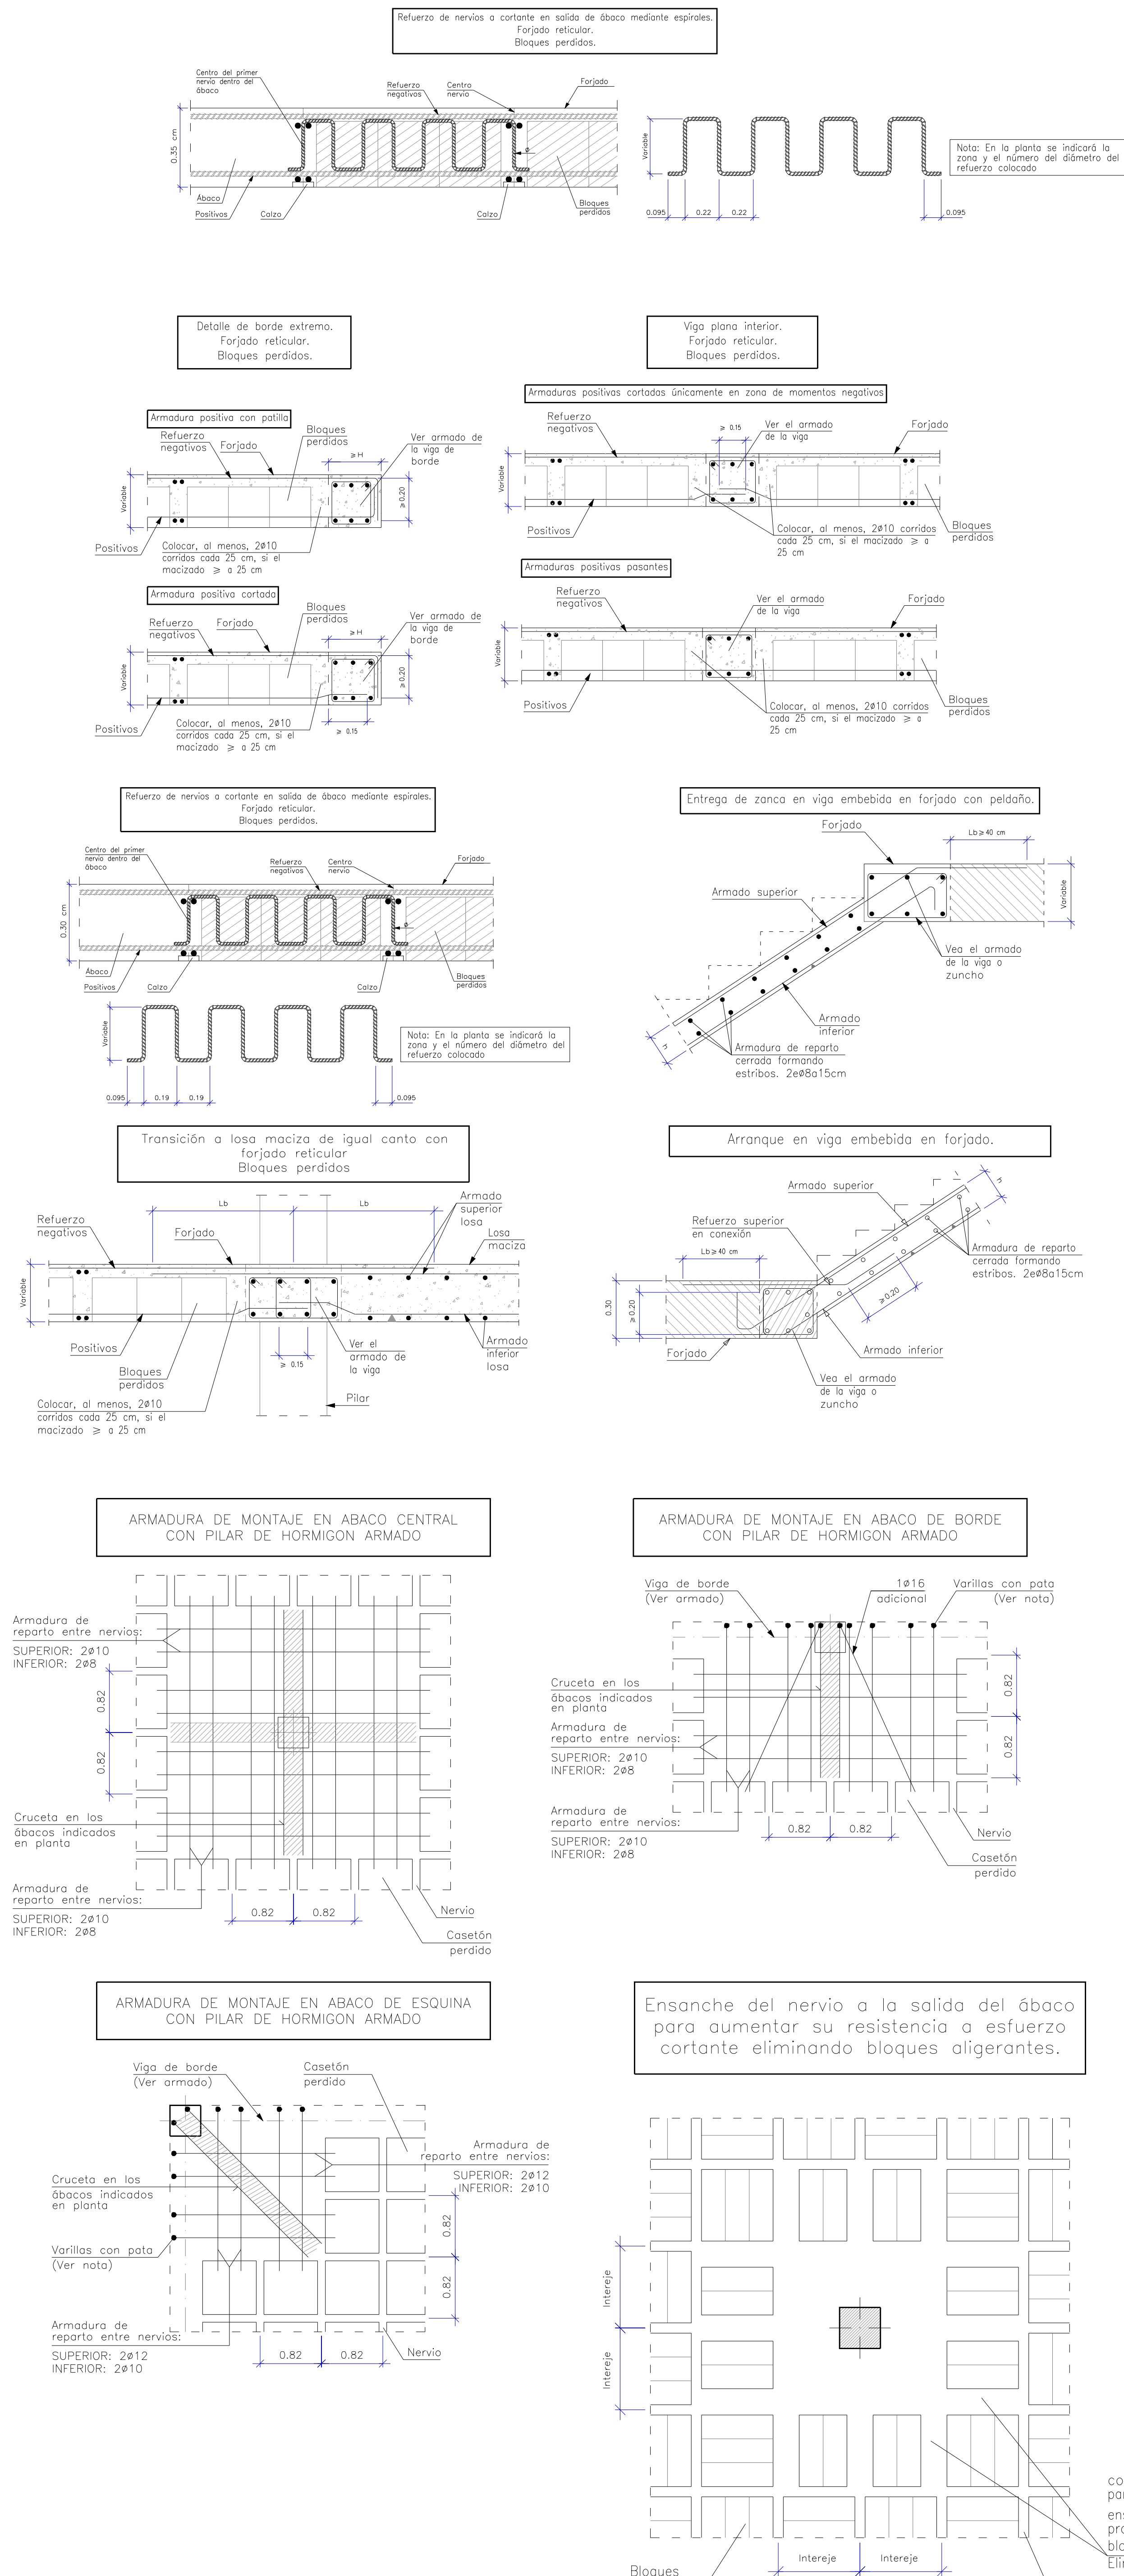 Refuerzo de nervios a cortante en salida de ábaco mediante espirales.
Forjado reticular.
Bloques perdidos.
Centro del primer
nervio dentro del
ábaco
Refuerzo
negativos
Centro
nervio
Forjado
0.35 cm
ø
Ábaco
Positivos
Calzo
Calzo
Bloques
perdidos
Variable
0.095
0.22
0.22
0.095
Nota: En la planta se indicará la
zona y el número del diámetro del
refuerzo colocado
Detalle de borde extremo.
Forjado reticular.
Bloques perdidos.
Armadura positiva con patilla
Refuerzo
negativos
Forjado
Bloques
perdidos
≥H
Ver armado de
la viga de
borde
Variable
≥0.20
Positivos
Colocar, al menos, 2ø10
corridos cada 25 cm, si el
macizado ≥ a 25 cm
Armadura positiva cortada
Refuerzo
negativos
Forjado
Bloques
perdidos
≥H
Ver armado de
la viga de
borde
Variable
≥0.20
Positivos
Colocar, al menos, 2ø10
corridos cada 25 cm, si el
macizado ≥ a 25 cm
≥ 0,15
Viga plana interior.
Forjado reticular.
Bloques perdidos.
Armaduras positivas cortadas únicamente en zona de momentos negativos
Refuerzo
negativos
≥ 0.15
Ver el armado
de la viga
Forjado
Variable
Positivos
Colocar, al menos, 2ø10 corridos
cada 25 cm, si el macizado ≥ a
25 cm
Bloques
perdidos
Armaduras positivas pasantes
Refuerzo
negativos
Ver el armado
de la viga
Forjado
Variable
Positivos
Colocar, al menos, 2ø10 corridos
cada 25 cm, si el macizado ≥ a
25 cm
Bloques
perdidos
Refuerzo de nervios a cortante en salida de ábaco mediante espirales.
Forjado reticular.
Bloques perdidos.
Centro del primer
nervio dentro del
ábaco
Refuerzo
negativos
Centro
nervio
Forjado
0.30 cm
ø
Ábaco
Positivos
Calzo
Calzo
Bloques
perdidos
Variable
0.095
0.19
0.19
0.095
Nota: En la planta se indicará la
zona y el número del diámetro del
refuerzo colocado
Entrega de zanca en viga embebida en forjado con peldaño.
Forjado
Lb≥40 cm
Armado superior
Variable
Vea el armado
de la viga o
zuncho
Armado
inferior
h
Armadura de reparto
cerrada formando
estribos. 2eø8a15cm
Transición a losa maciza de igual canto con
forjado reticular
Bloques perdidos
Lb
Lb
Refuerzo
negativos
Forjado
Armado
superior
losa
Losa
maciza
Variable
Positivos
Bloques
perdidos
≥ 0,15
Ver el
armado de
la viga
Armado
inferior
losa
Colocar, al menos, 2ø10
corridos cada 25 cm, si el
macizado ≥ a 25 cm
Pilar
Arranque en viga embebida en forjado.
Armado superior
h
Refuerzo superior
en conexión
Lb≥40 cm
Armadura de reparto
cerrada formando
estribos. 2eø8a15cm
0.30
≥0.20
≥0.20
Forjado
Armado inferior
Vea el armado
de la viga o
zuncho
ARMADURA DE MONTAJE EN ABACO CENTRAL
CON PILAR DE HORMIGON ARMADO
Armadura de
reparto entre nervios:
SUPERIOR: 2ø10
INFERIOR: 2ø8
0.82
0.82
Cruceta en los
ábacos indicados
en planta
Armadura de
reparto entre nervios:
SUPERIOR: 2ø10
INFERIOR: 2ø8
0.82
0.82
Nervio
Casetón
perdido
ARMADURA DE MONTAJE EN ABACO DE BORDE
CON PILAR DE HORMIGON ARMADO
Viga de borde
(Ver armado)
1ø16
adicional
Varillas con pata
(Ver nota)
Cruceta en los
ábacos indicados
en planta
0.82
0.82
Armadura de
reparto entre nervios:
SUPERIOR: 2ø10
INFERIOR: 2ø8
Armadura de
reparto entre nervios:
SUPERIOR: 2ø10
INFERIOR: 2ø8
0.82
0.82
Nervio
Casetón
perdido
ARMADURA DE MONTAJE EN ABACO DE ESQUINA
CON PILAR DE HORMIGON ARMADO
Viga de borde
(Ver armado)
Casetón
perdido
Armadura de
reparto entre nervios:
SUPERIOR: 2ø12
INFERIOR: 2ø10
Cruceta en los
ábacos indicados
en planta
0.82
0.82
Varillas con pata
(Ver nota)
Armadura de
reparto entre nervios:
SUPERIOR: 2ø12
INFERIOR: 2ø10
0.82
0.82
Nervio
Ensanche del nervio a la salida del ábaco
para aumentar su resistencia a esfuerzo
cortante eliminando bloques aligerantes.
Intereje
Intereje
Intereje
Intereje
Bloques